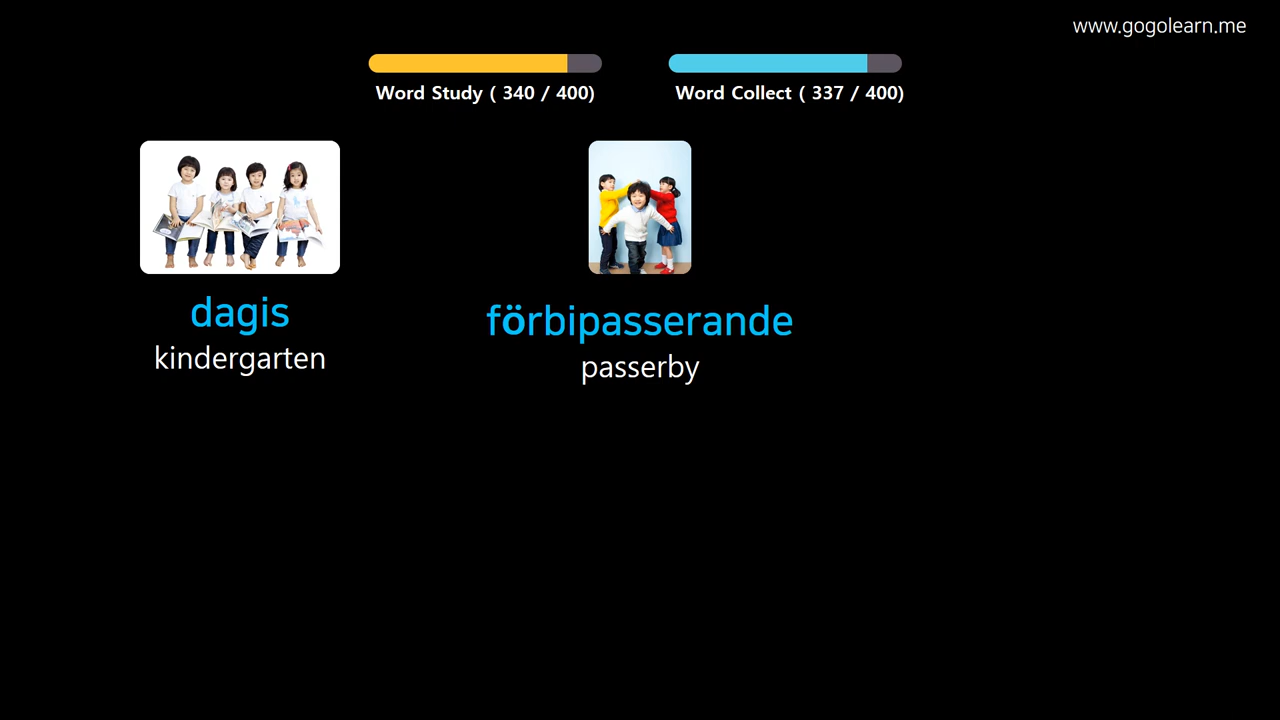 www.gogolearn.me
Word Study ( 340 / 400)
Word Collect ( 337 / 400)
dagis
kindergarten
förbipasserande
passerby